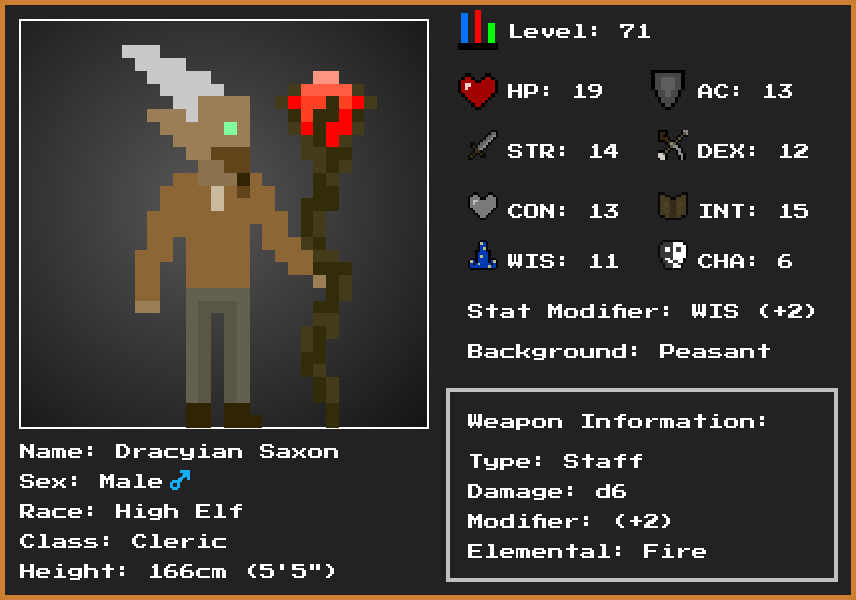 Level: 71
HP: 19
AC: 13
STR: 14
DEX: 12
CON: 13
INT: 15
WIS: 11
CHA: 6
Stat Modifier: WIS (+2)
Background: Peasant
Weapon Information:
Type: Staff
Damage: d6
Modifier: (+2)
Elemental: Fire
Name: Dracyian Saxon
Sex: Male♂
Race: High Elf
Class: Cleric
Height: 166cm (5'5")